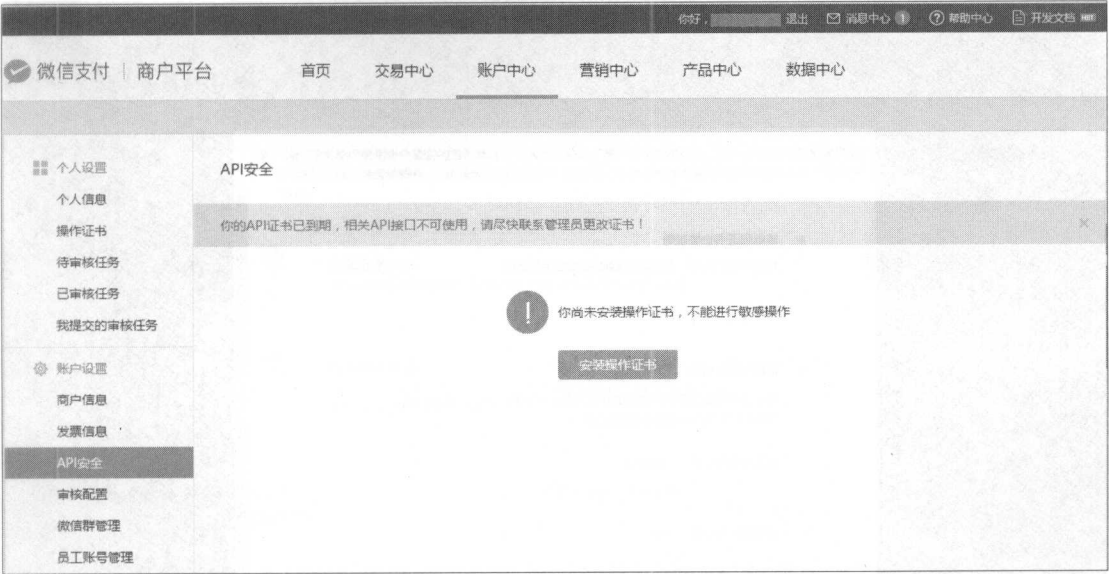 你好， 退出 消息中心 1 帮助中心 开发文档
微信支付 | 商户平台 首页 交易中心 账户中心 营销中心 产品中心 数据中心
个人设置
个人信息
操作证书
待审核任务
已审核任务
我提交的审核任务
账户设置
商户信息
发票信息
API安全
审核配置
微信群管理
员工账号管理
API安全
你的API证书已到期，相关API接口不可使用，请尽快联系管理员更改证书！ ×
! 你尚未安装操作证书，不能进行敏感操作
安装操作证书